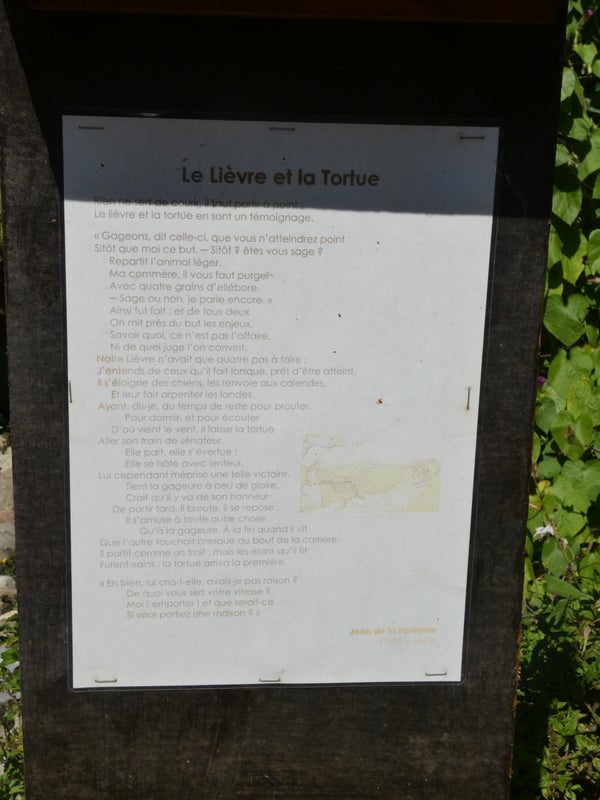 Le Lièvre et la Tortue
Rien ne sert de courir, il faut partir à point.
Le lièvre et la tortue en sont un témoignage.
« Gageons, dit celle-ci, que vous n'atteindrez point
Sitôt que moi ce but. — Sitôt ? êtes vous sage ?
Repartit l'animal léger.
Ma commère, il vous faut purger
Avec quatre grains d'ellébore.
— Sage ou non, je parie encore. »
Ainsi fut fait ; et de tous deux
On mit près du but les enjeux.
Savoir quoi, ce n'est pas l'affaire,
Ni de quel juge l'on convint.
Notre Lièvre n'avait que quatre pas à faire ;
J'entends de ceux qu'il fait lorsque, prêt d'être atteint,
Il s'éloigne des chiens, les renvoie aux calendes,
Et leur fait arpenter les landes.
Ayant, dis-je, du temps de reste pour brouter,
Pour dormir, et pour écouter
D'où vient le vent, il laisse la tortue
Aller son train de sénateur.
Elle part, elle s'évertue ;
Elle se hâte avec lenteur.
Lui cependant méprise une telle victoire,
Tient la gageure à peu de gloire,
Croit qu'il y va de son honneur
De partir tard. Il broute, il se repose ;
Il s'amuse à toute autre chose
Qu'à la gageure. À la fin quand il vit
Que l'autre touchait presque au bout de la carrière,
Il partit comme un trait ; mais les élans qu'il fit
Furent vains : la tortue arriva la première.
« Eh bien, lui cria-t-elle, avais-je pas raison ?
De quoi vous sert votre vitesse ?
Moi l'emporter ! et que serait-ce
Si vous portiez une maison ? »
Jean de la Fontaine
(1621 - 1695)